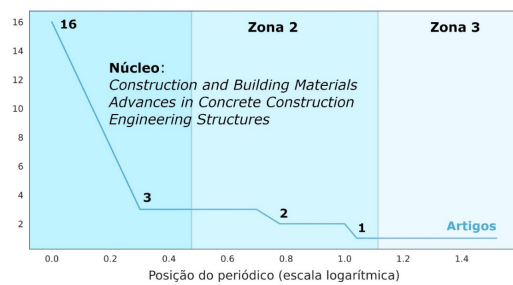 16
Zona 2
Zona 3
16
14
12
10
8
6
4
2
Núcleo:
Construction and Building Materials
Advances in Concrete Construction
Engineering Structures
3
2
1
Artigos
0.0 0.2 0.4 0.6 0.8 1.0 1.2 1.4
Posição do periódico (escala logarítmica)